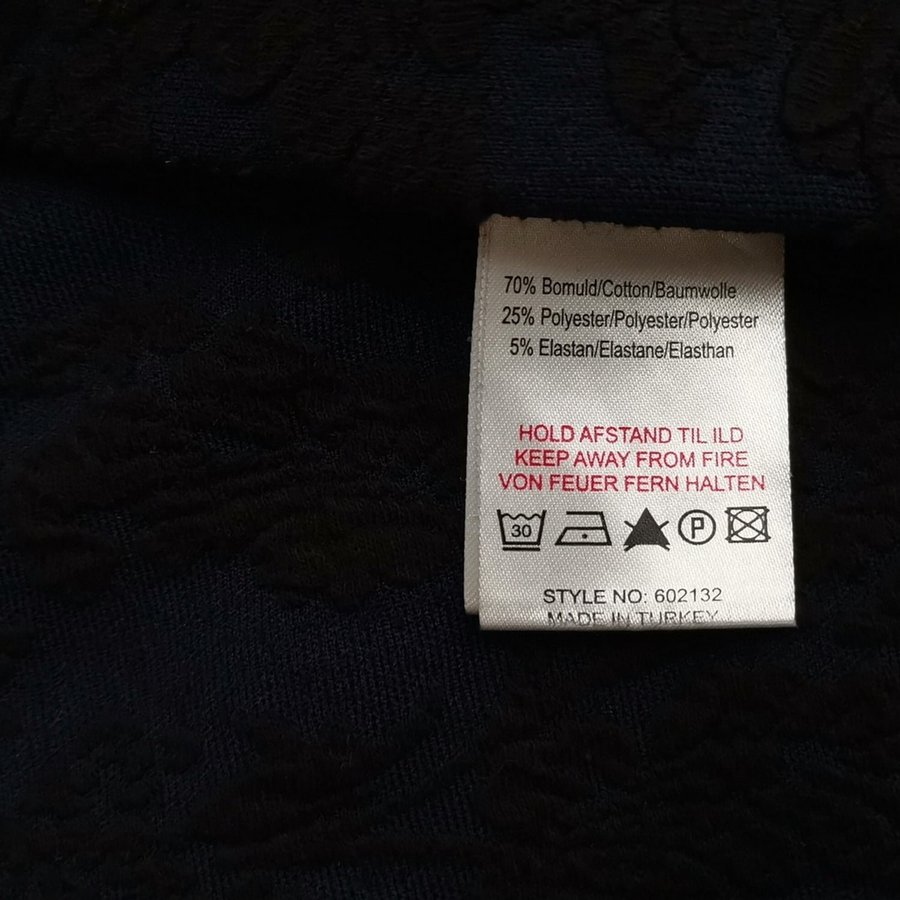 70% Bomuld/Cotton/Baumwolle
25% Polyester/Polyester/Polyester
5% Elastan/Elastane/Elasthan
HOLD AFSTAND TIL ILD
KEEP AWAY FROM FIRE
VON FEUER FERN HALTEN
30 P
STYLE NO: 602132
MADE IN TURKEY